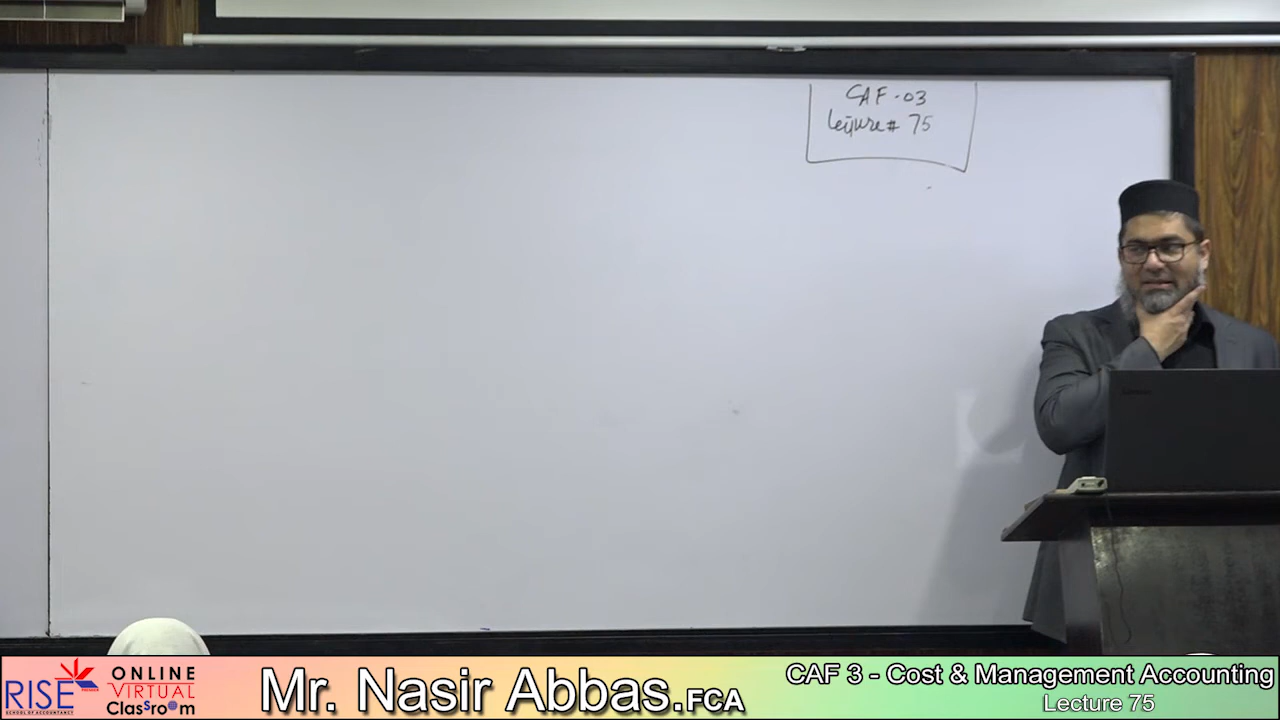 CAF - 03
Lecture # 75
RISE
PREMIER
SCHOOL OF ACCOUNTANCY
ONLINE
VIRTUAL
ClasSroom
Mr. Nasir Abbas.FCA
CAF 3 - Cost & Management Accounting
Lecture 75